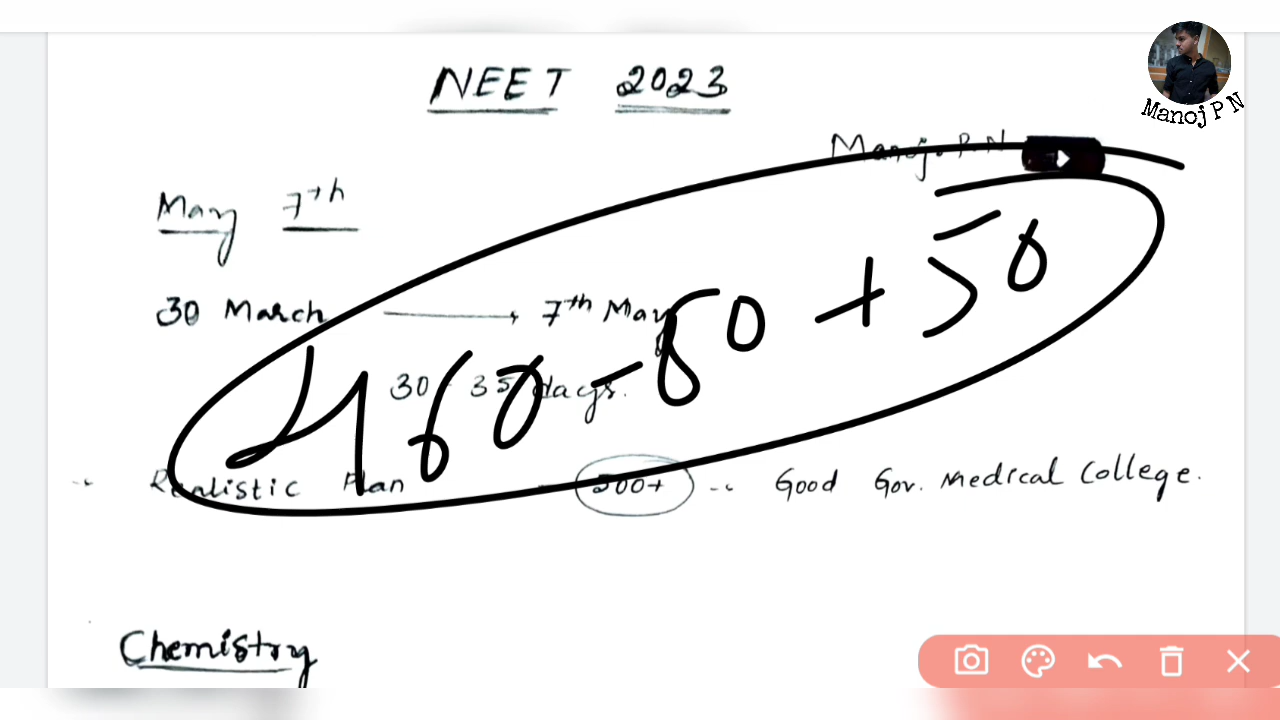 NEET 2023
Manoj P N
Manoj. P. N
May 7th
30 March → 7th May
30 - 35 days.
460 - 80 + 50
Realistic Plan 500+ Good Gov. Medical College.
Chemistry